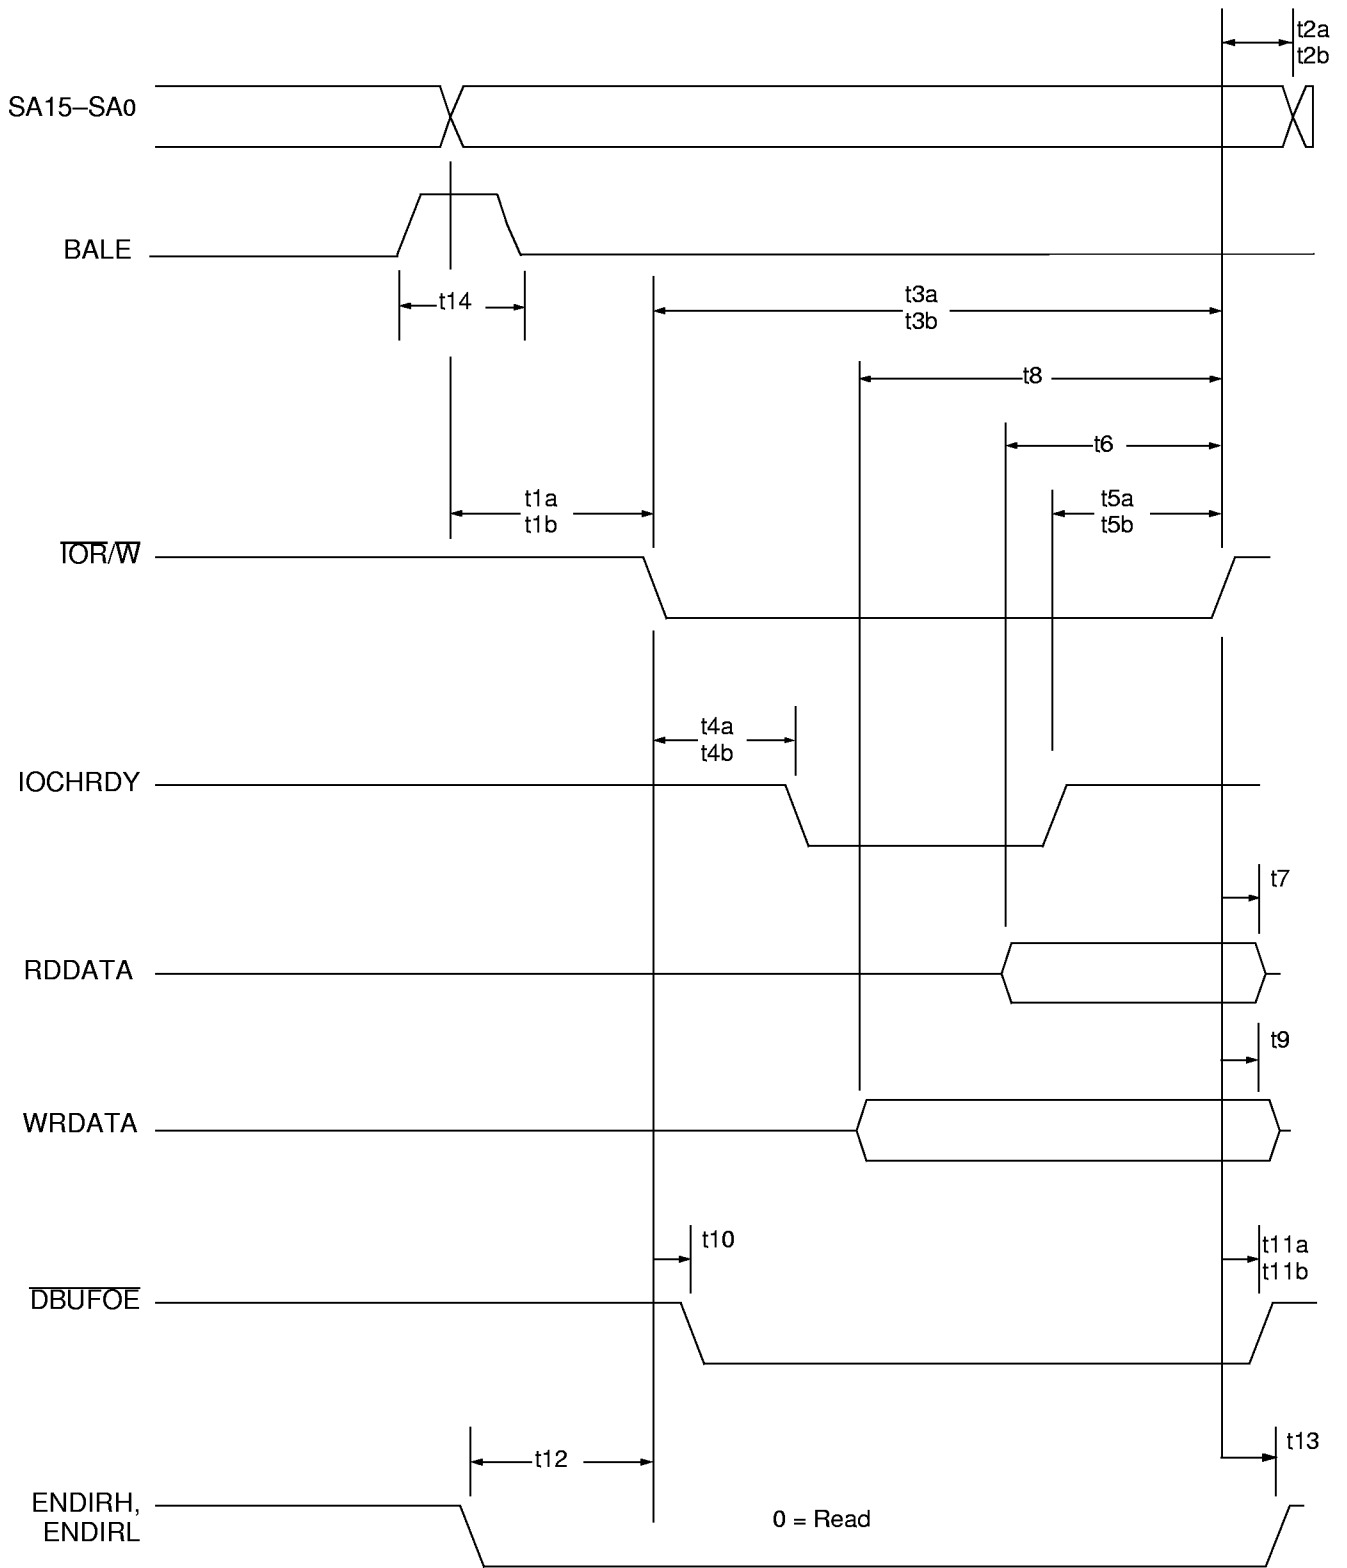 t2a
t2b
SA15–SA0
BALE
t14
t3a
t3b
t8
t6
t1a
t1b
t5a
t5b
IOR/W
t4a
t4b
IOCHRDY
t7
RDDATA
t9
WRDATA
t10
t11a
t11b
DBUFOE
t12
t13
ENDIRH,
ENDIRL
0 = Read